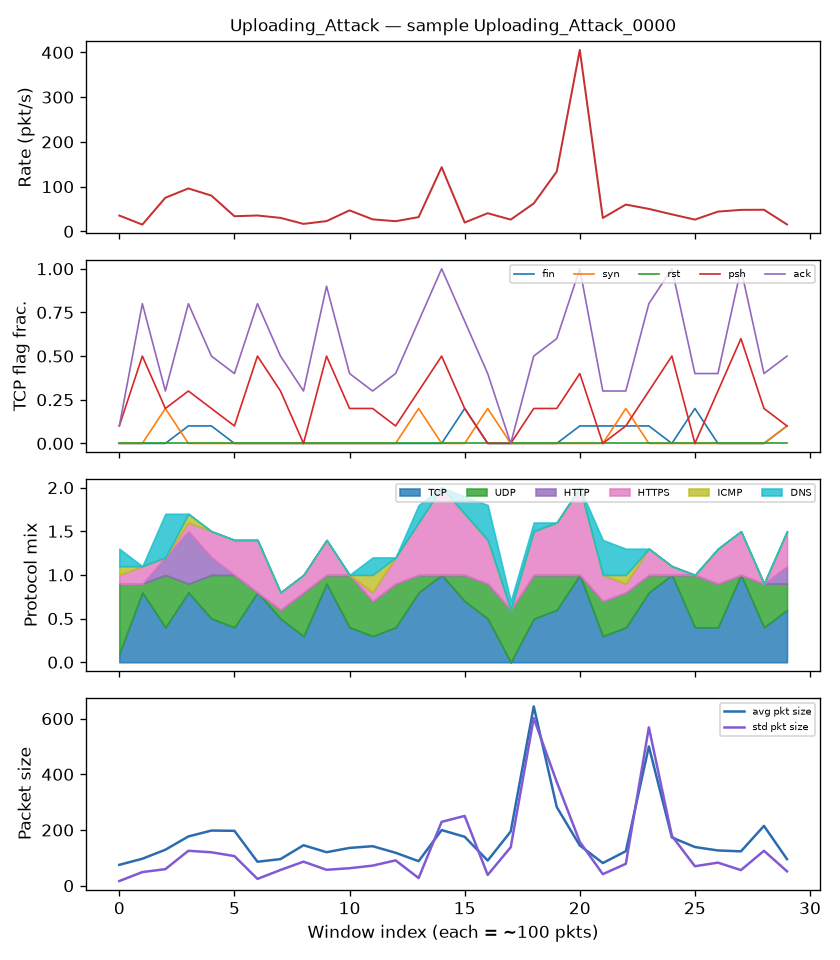 Uploading_Attack — sample Uploading_Attack_0000
400
300
200
100
0
Rate (pkt/s)
1.00
0.75
0.50
0.25
0.00
TCP flag frac.
fin syn rst psh ack
2.0
1.5
1.0
0.5
0.0
Protocol mix
TCP UDP HTTP HTTPS ICMP DNS
600
400
200
0
Packet size
avg pkt size
std pkt size
0 5 10 15 20 25 30
Window index (each = ~100 pkts)